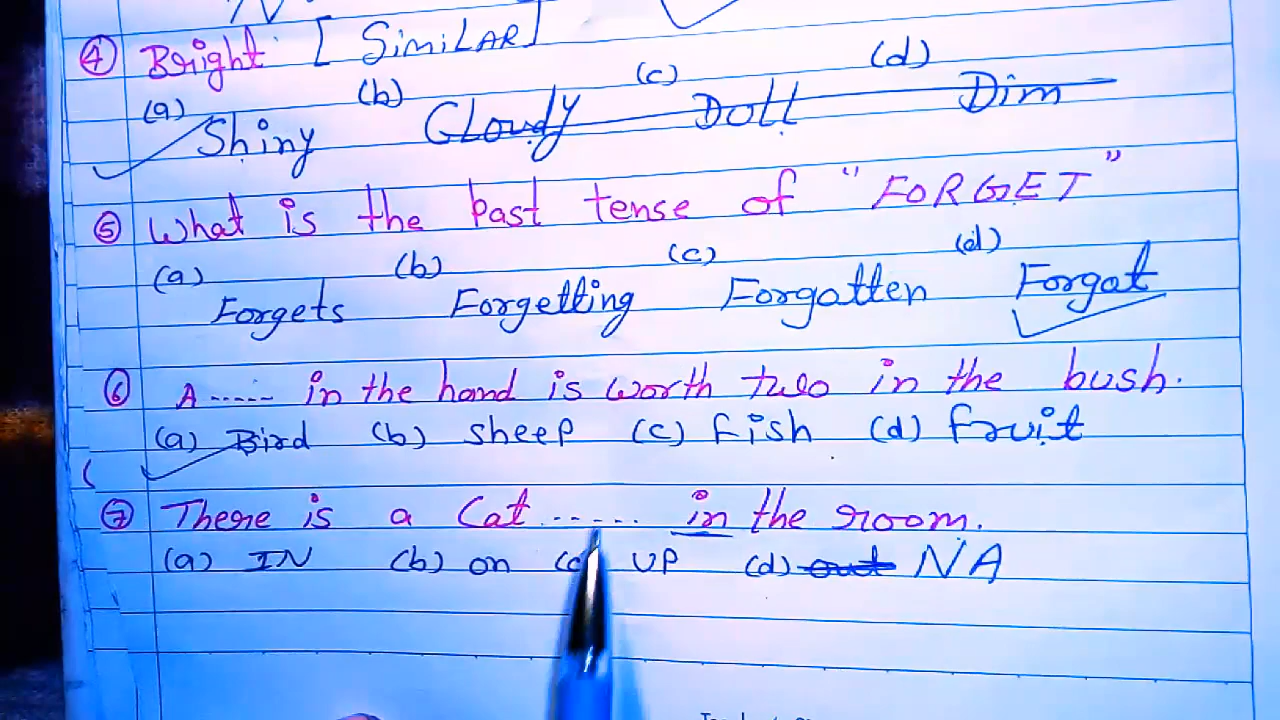 ④ Bright [SimiLAR]
(a) Shiny (b) Cloudy (c) Dull (d) Dim
⑤ What is the past tense of "FORGET"
(a) Forgets (b) Forgetting (c) Forgotten (d) Forgot
⑥ A...... in the hand is worth two in the bush.
(a) Bird (b) sheep (c) fish (d) fruit
⑦ There is a Cat ...... in the room.
(a) IN (b) on (c) UP (d) out NA